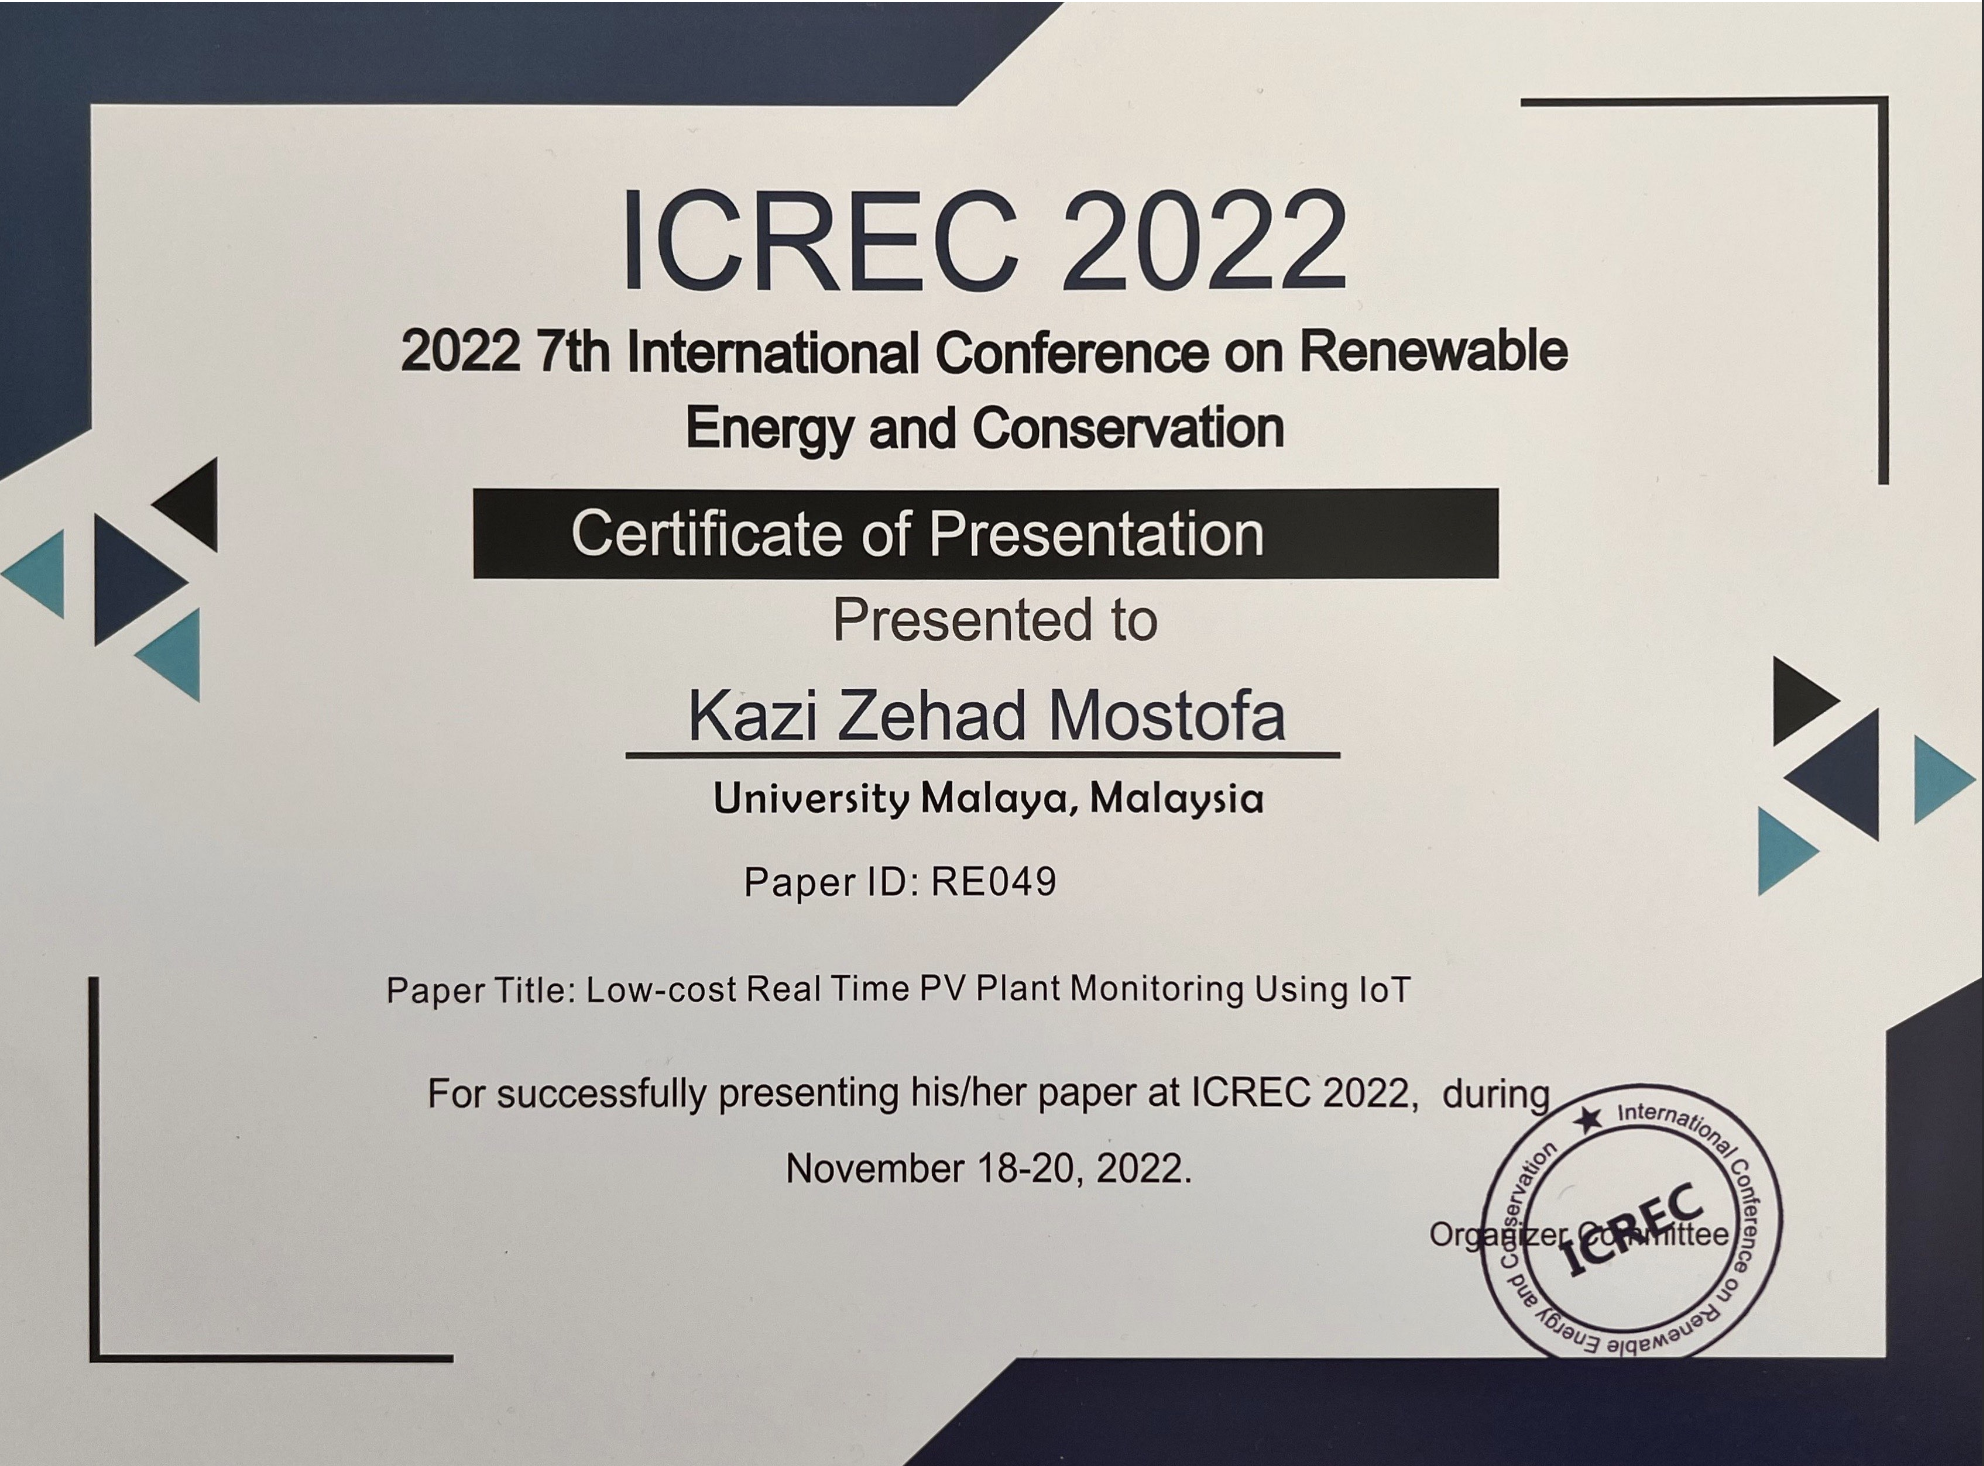 ICREC 2022
2022 7th International Conference on Renewable
Energy and Conservation
Certificate of Presentation
Presented to
Kazi Zehad Mostofa
University Malaya, Malaysia
Paper ID: RE049
Paper Title: Low-cost Real Time PV Plant Monitoring Using IoT
For successfully presenting his/her paper at ICREC 2022, during
November 18-20, 2022.
Organizer Committee
★ International Conference on Renewable Energy and Conservation
ICREC